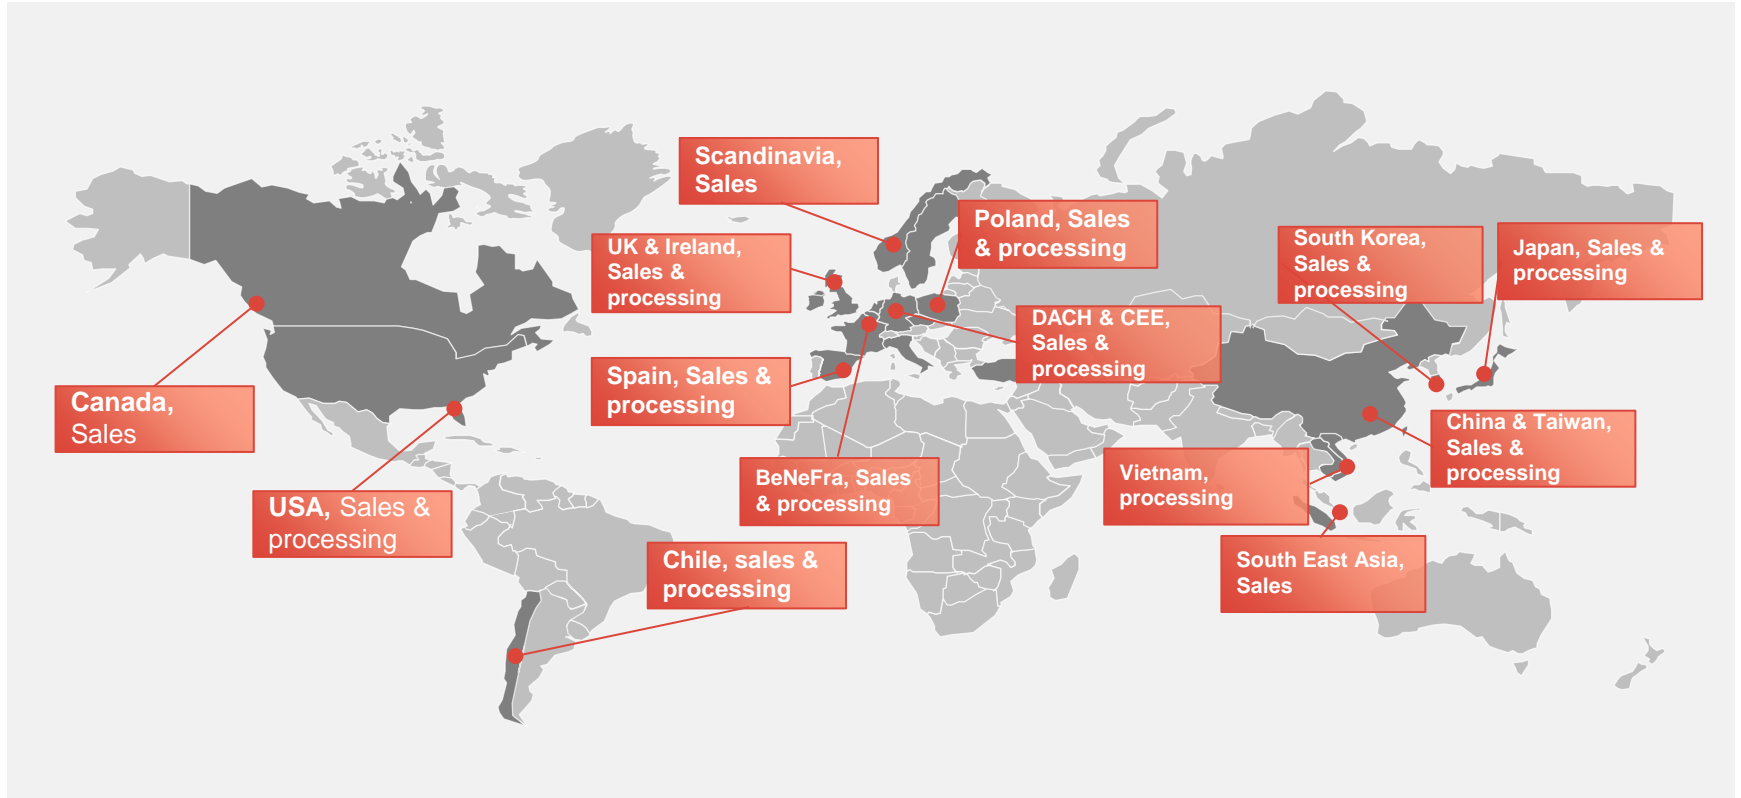 Scandinavia,
Sales
Poland, Sales
& processing
UK & Ireland,
Sales &
processing
South Korea,
Sales &
processing
Japan, Sales &
processing
DACH & CEE,
Sales &
processing
Spain, Sales &
processing
Canada,
Sales
China & Taiwan,
Sales &
processing
BeNeFra, Sales
& processing
Vietnam,
processing
USA, Sales &
processing
Chile, sales &
processing
South East Asia,
Sales